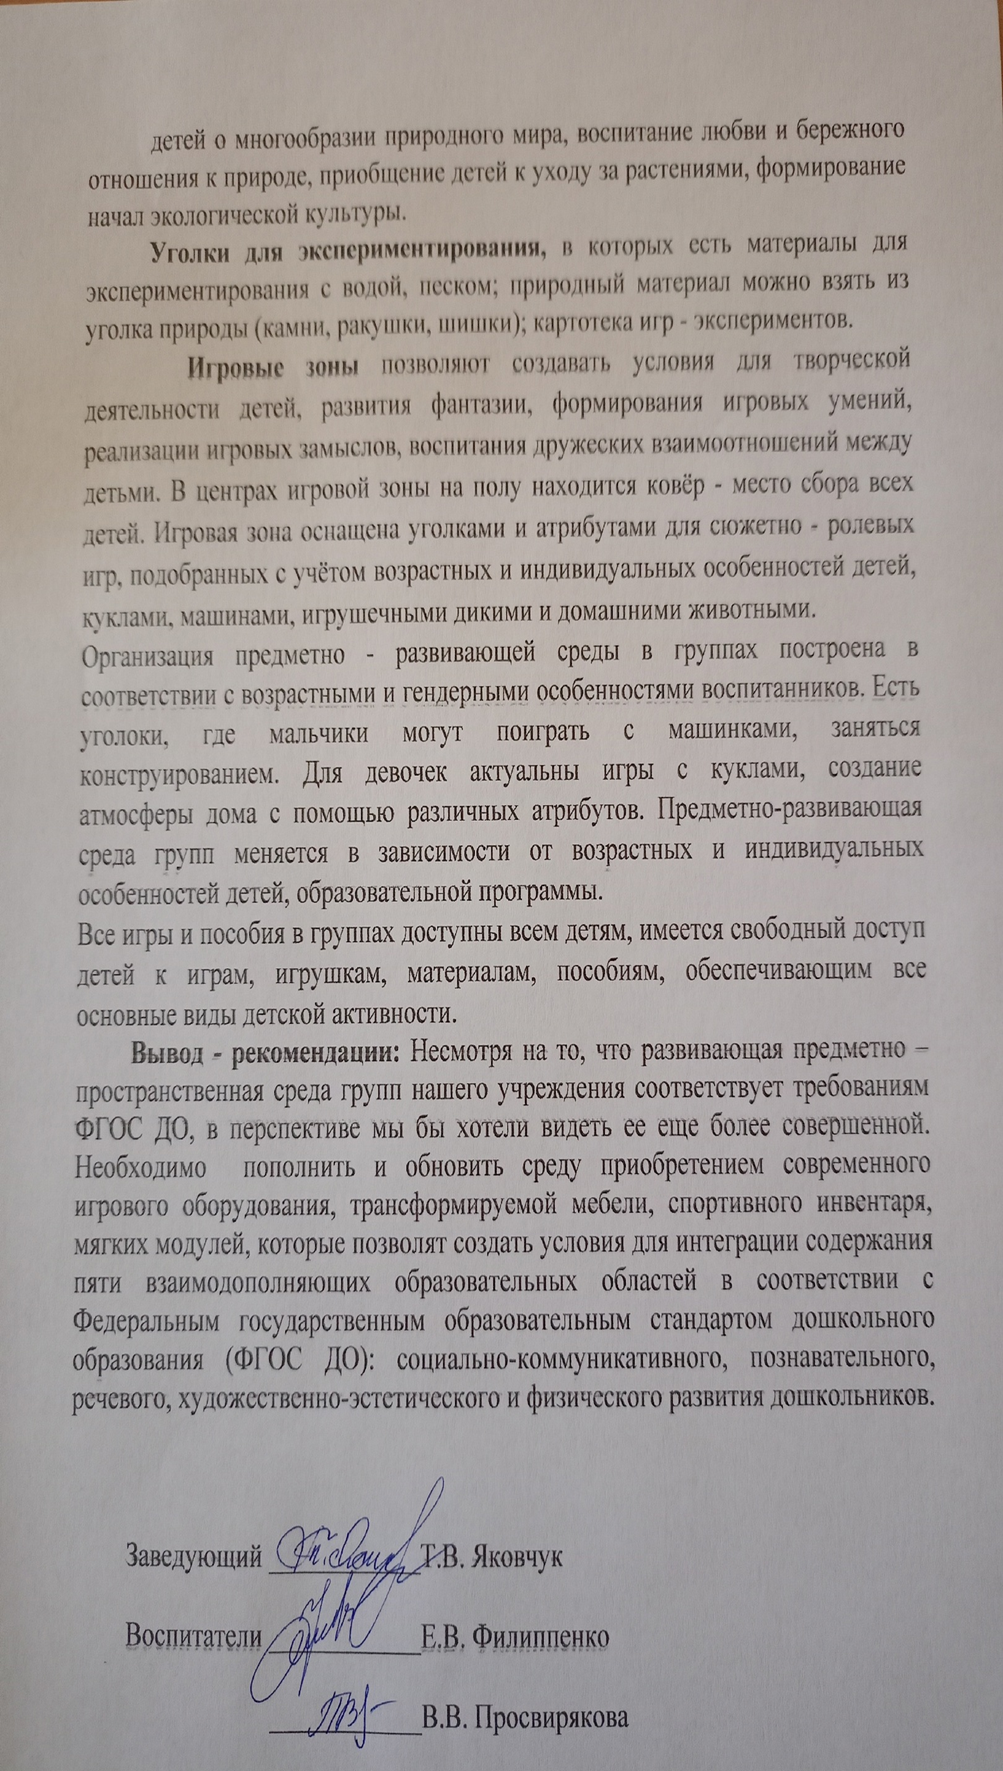 детей о многообразии природного мира, воспитание любви и бережного
отношения к природе, приобщение детей к уходу за растениями, формирование
начал экологической культуры.
Уголки для экспериментирования, в которых есть материалы для
экспериментирования с водой, песком; природный материал можно взять из
уголка природы (камни, ракушки, шишки); картотека игр - экспериментов.
Игровые зоны позволяют создавать условия для творческой
деятельности детей, развития фантазии, формирования игровых умений,
реализации игровых замыслов, воспитания дружеских взаимоотношений между
детьми. В центрах игровой зоны на полу находится ковёр - место сбора всех
детей. Игровая зона оснащена уголками и атрибутами для сюжетно - ролевых
игр, подобранных с учётом возрастных и индивидуальных особенностей детей,
куклами, машинами, игрушечными дикими и домашними животными.
Организация предметно - развивающей среды в группах построена в
соответствии с возрастными и гендерными особенностями воспитанников. Есть
уголоки, где мальчики могут поиграть с машинками, заняться
конструированием. Для девочек актуальны игры с куклами, создание
атмосферы дома с помощью различных атрибутов. Предметно-развивающая
среда групп меняется в зависимости от возрастных и индивидуальных
особенностей детей, образовательной программы.
Все игры и пособия в группах доступны всем детям, имеется свободный доступ
детей к играм, игрушкам, материалам, пособиям, обеспечивающим все
основные виды детской активности.
Вывод - рекомендации: Несмотря на то, что развивающая предметно –
пространственная среда групп нашего учреждения соответствует требованиям
ФГОС ДО, в перспективе мы бы хотели видеть ее еще более совершенной.
Необходимо пополнить и обновить среду приобретением современного
игрового оборудования, трансформируемой мебели, спортивного инвентаря,
мягких модулей, которые позволят создать условия для интеграции содержания
пяти взаимодополняющих образовательных областей в соответствии с
Федеральным государственным образовательным стандартом дошкольного
образования (ФГОС ДО): социально-коммуникативного, познавательного,
речевого, художественно-эстетического и физического развития дошкольников.
Заведующий Т.В. Яковчук
Воспитатели Е.В. Филиппенко
В.В. Просвирякова